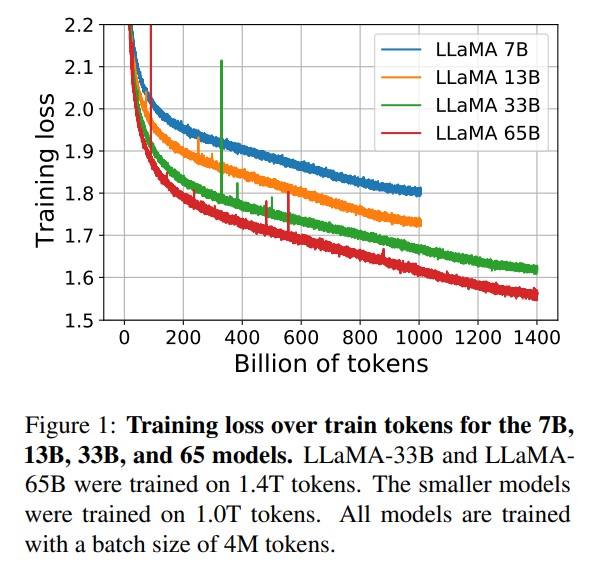 2.2
2.1
2.0
1.9
1.8
1.7
1.6
1.5
Training loss
LLaMA 7B
LLaMA 13B
LLaMA 33B
LLaMA 65B
0 200 400 600 800 1000 1200 1400
Billion of tokens
Figure 1: Training loss over train tokens for the 7B,
13B, 33B, and 65 models. LLaMA-33B and LLaMA-
65B were trained on 1.4T tokens. The smaller models
were trained on 1.0T tokens. All models are trained
with a batch size of 4M tokens.